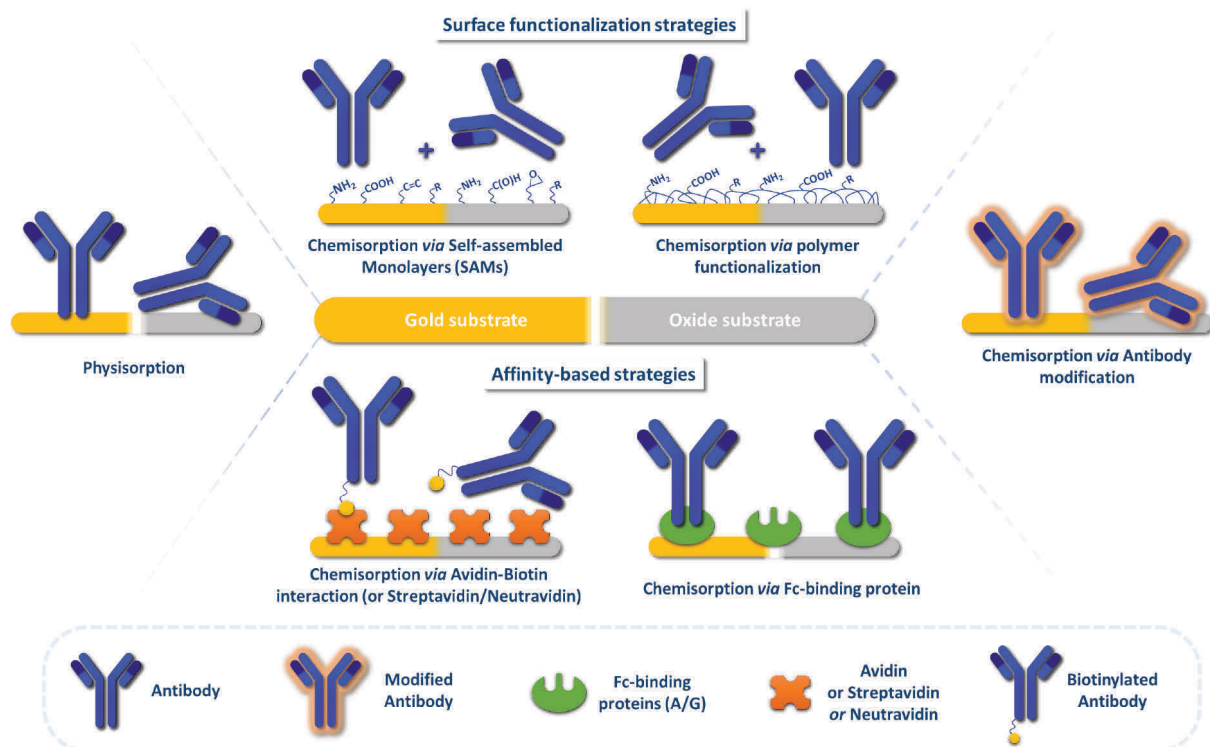 Surface functionalization strategies
NH2
COOH
C=C
R
NH2
C(O)H
O
R
NH2
COOH
R
NH2
COOH
R
+
+
Chemisorption via Self-assembled
Monolayers (SAMs)
Chemisorption via polymer
functionalization
Physisorption
Gold substrate
Oxide substrate
Chemisorption via Antibody
modification
Affinity-based strategies
Chemisorption via Avidin-Biotin
interaction (or Streptavidin/Neutravidin)
Chemisorption via Fc-binding protein
Antibody
Modified
Antibody
Fc-binding
proteins (A/G)
Avidin
or Streptavidin
or Neutravidin
Biotinylated
Antibody